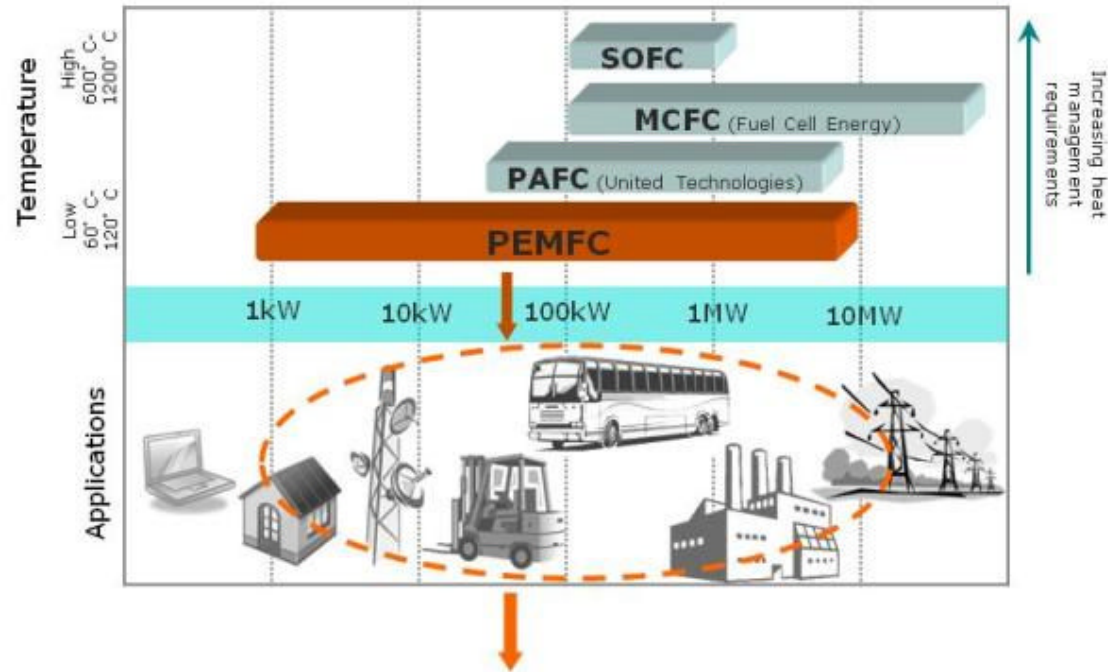 Temperature
High
600° C-
1200° C
Low
60° C-
120° C
SOFC
MCFC (Fuel Cell Energy)
PAFC (United Technologies)
PEMFC
Increasing heat
management
requirements
1kW 10kW 100kW 1MW 10MW
Applications